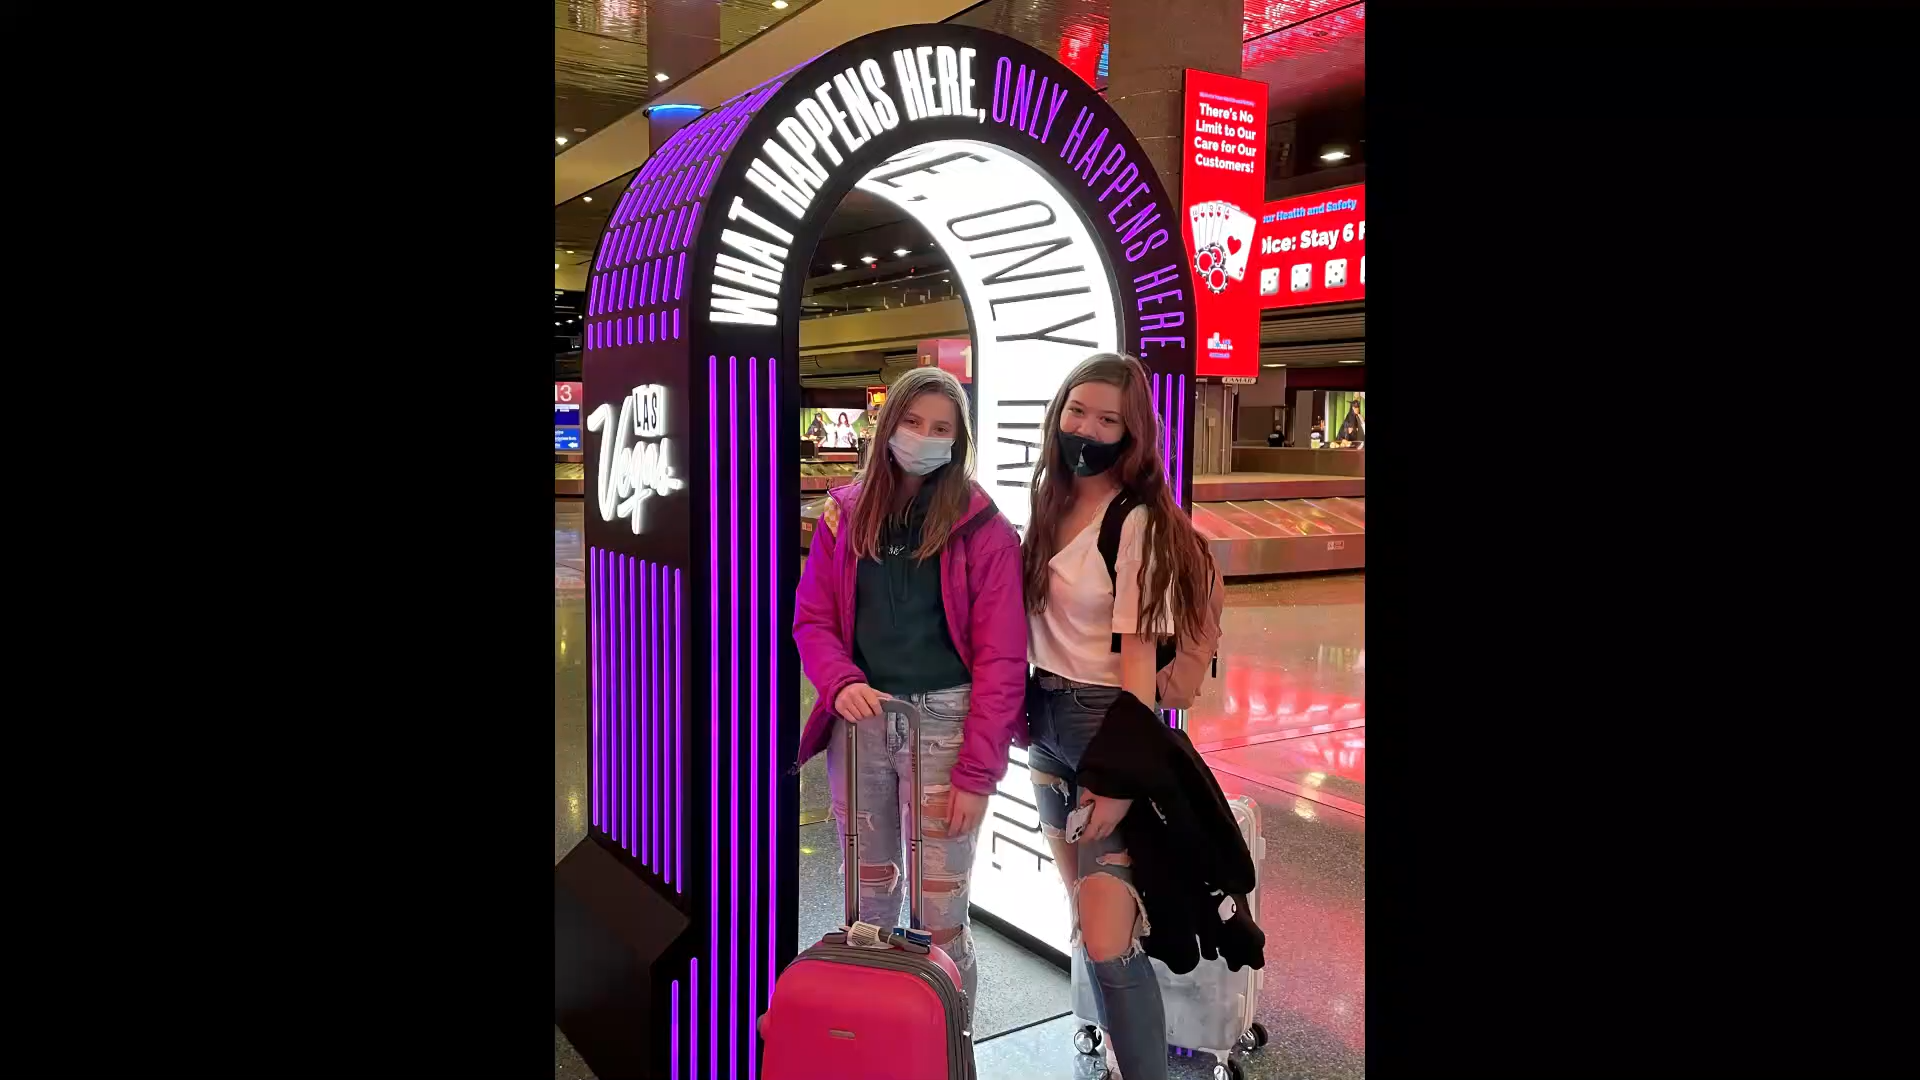 WHAT HAPPENS HERE, ONLY HAPPENS HERE.
LAS
Vegas
There's No
Limit to Our
Care for Our
Customers!
Health and Safety
Dice: Stay 6
E, ONLY
13